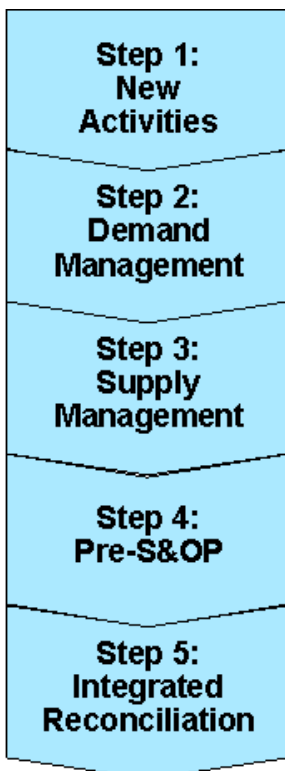 Step 1:
New
Activities
Step 2:
Demand
Management
Step 3:
Supply
Management
Step 4:
Pre-S&OP
Step 5:
Integrated
Reconciliation